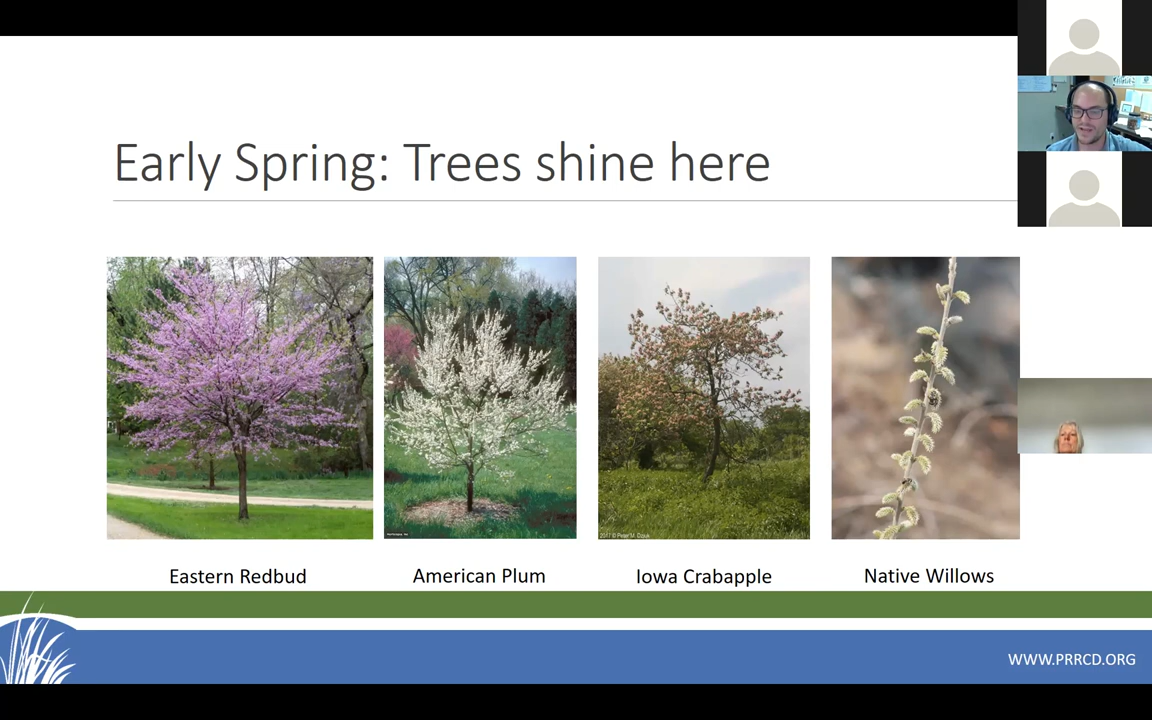 Early Spring: Trees shine here
Eastern Redbud
American Plum
Iowa Crabapple
Native Willows
WWW.PRRCD.ORG